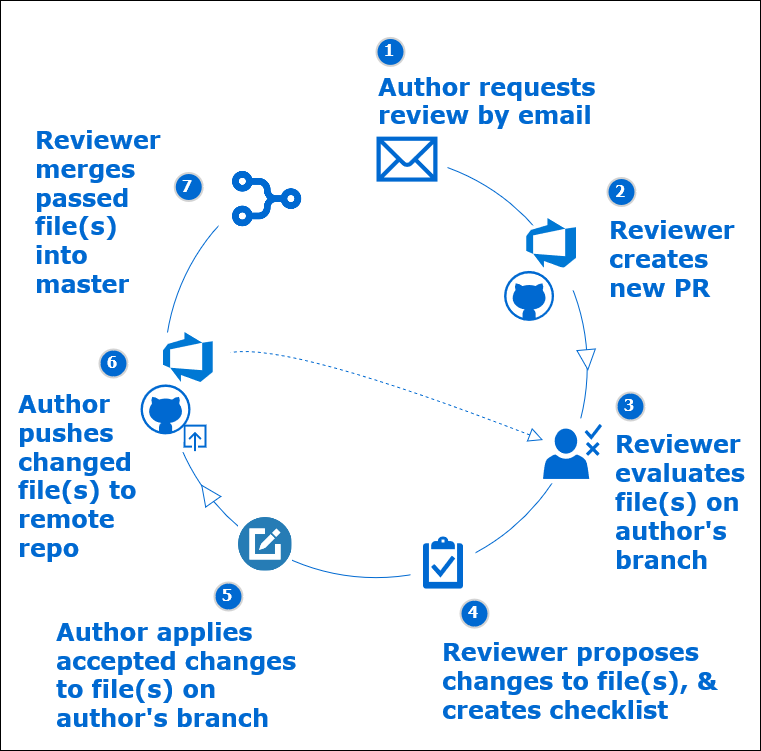 1
Author requests
review by email
2
Reviewer
creates
new PR
3
Reviewer
evaluates
file(s) on
author's
branch
4
Reviewer proposes
changes to file(s), &
creates checklist
5
Author applies
accepted changes
to file(s) on
author's branch
6
Author
pushes
changed
file(s) to
remote
repo
7
Reviewer
merges
passed
file(s)
into
master